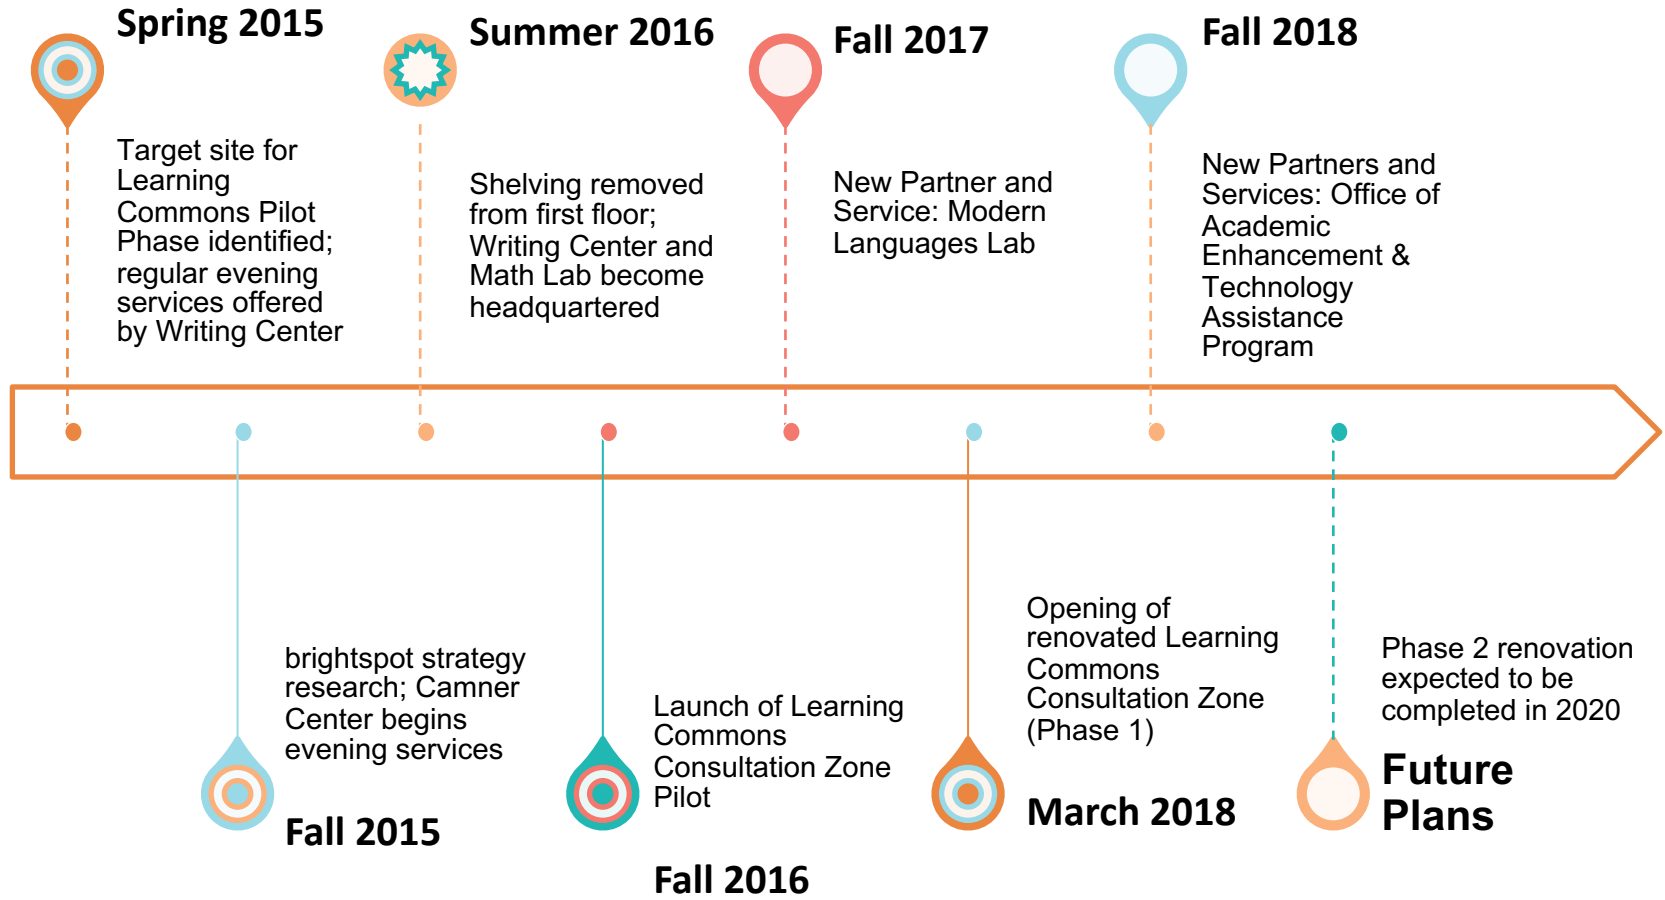 Spring 2015
Target site for
Learning
Commons Pilot
Phase identified;
regular evening
services offered
by Writing Center
Summer 2016
Shelving removed
from first floor;
Writing Center and
Math Lab become
headquartered
Fall 2017
New Partner and
Service: Modern
Languages Lab
Fall 2018
New Partners and
Services: Office of
Academic
Enhancement &
Technology
Assistance
Program
brightspot strategy
research; Camner
Center begins
evening services
Fall 2015
Launch of Learning
Commons
Consultation Zone
Pilot
Fall 2016
Opening of
renovated Learning
Commons
Consultation Zone
(Phase 1)
March 2018
Phase 2 renovation
expected to be
completed in 2020
Future
Plans